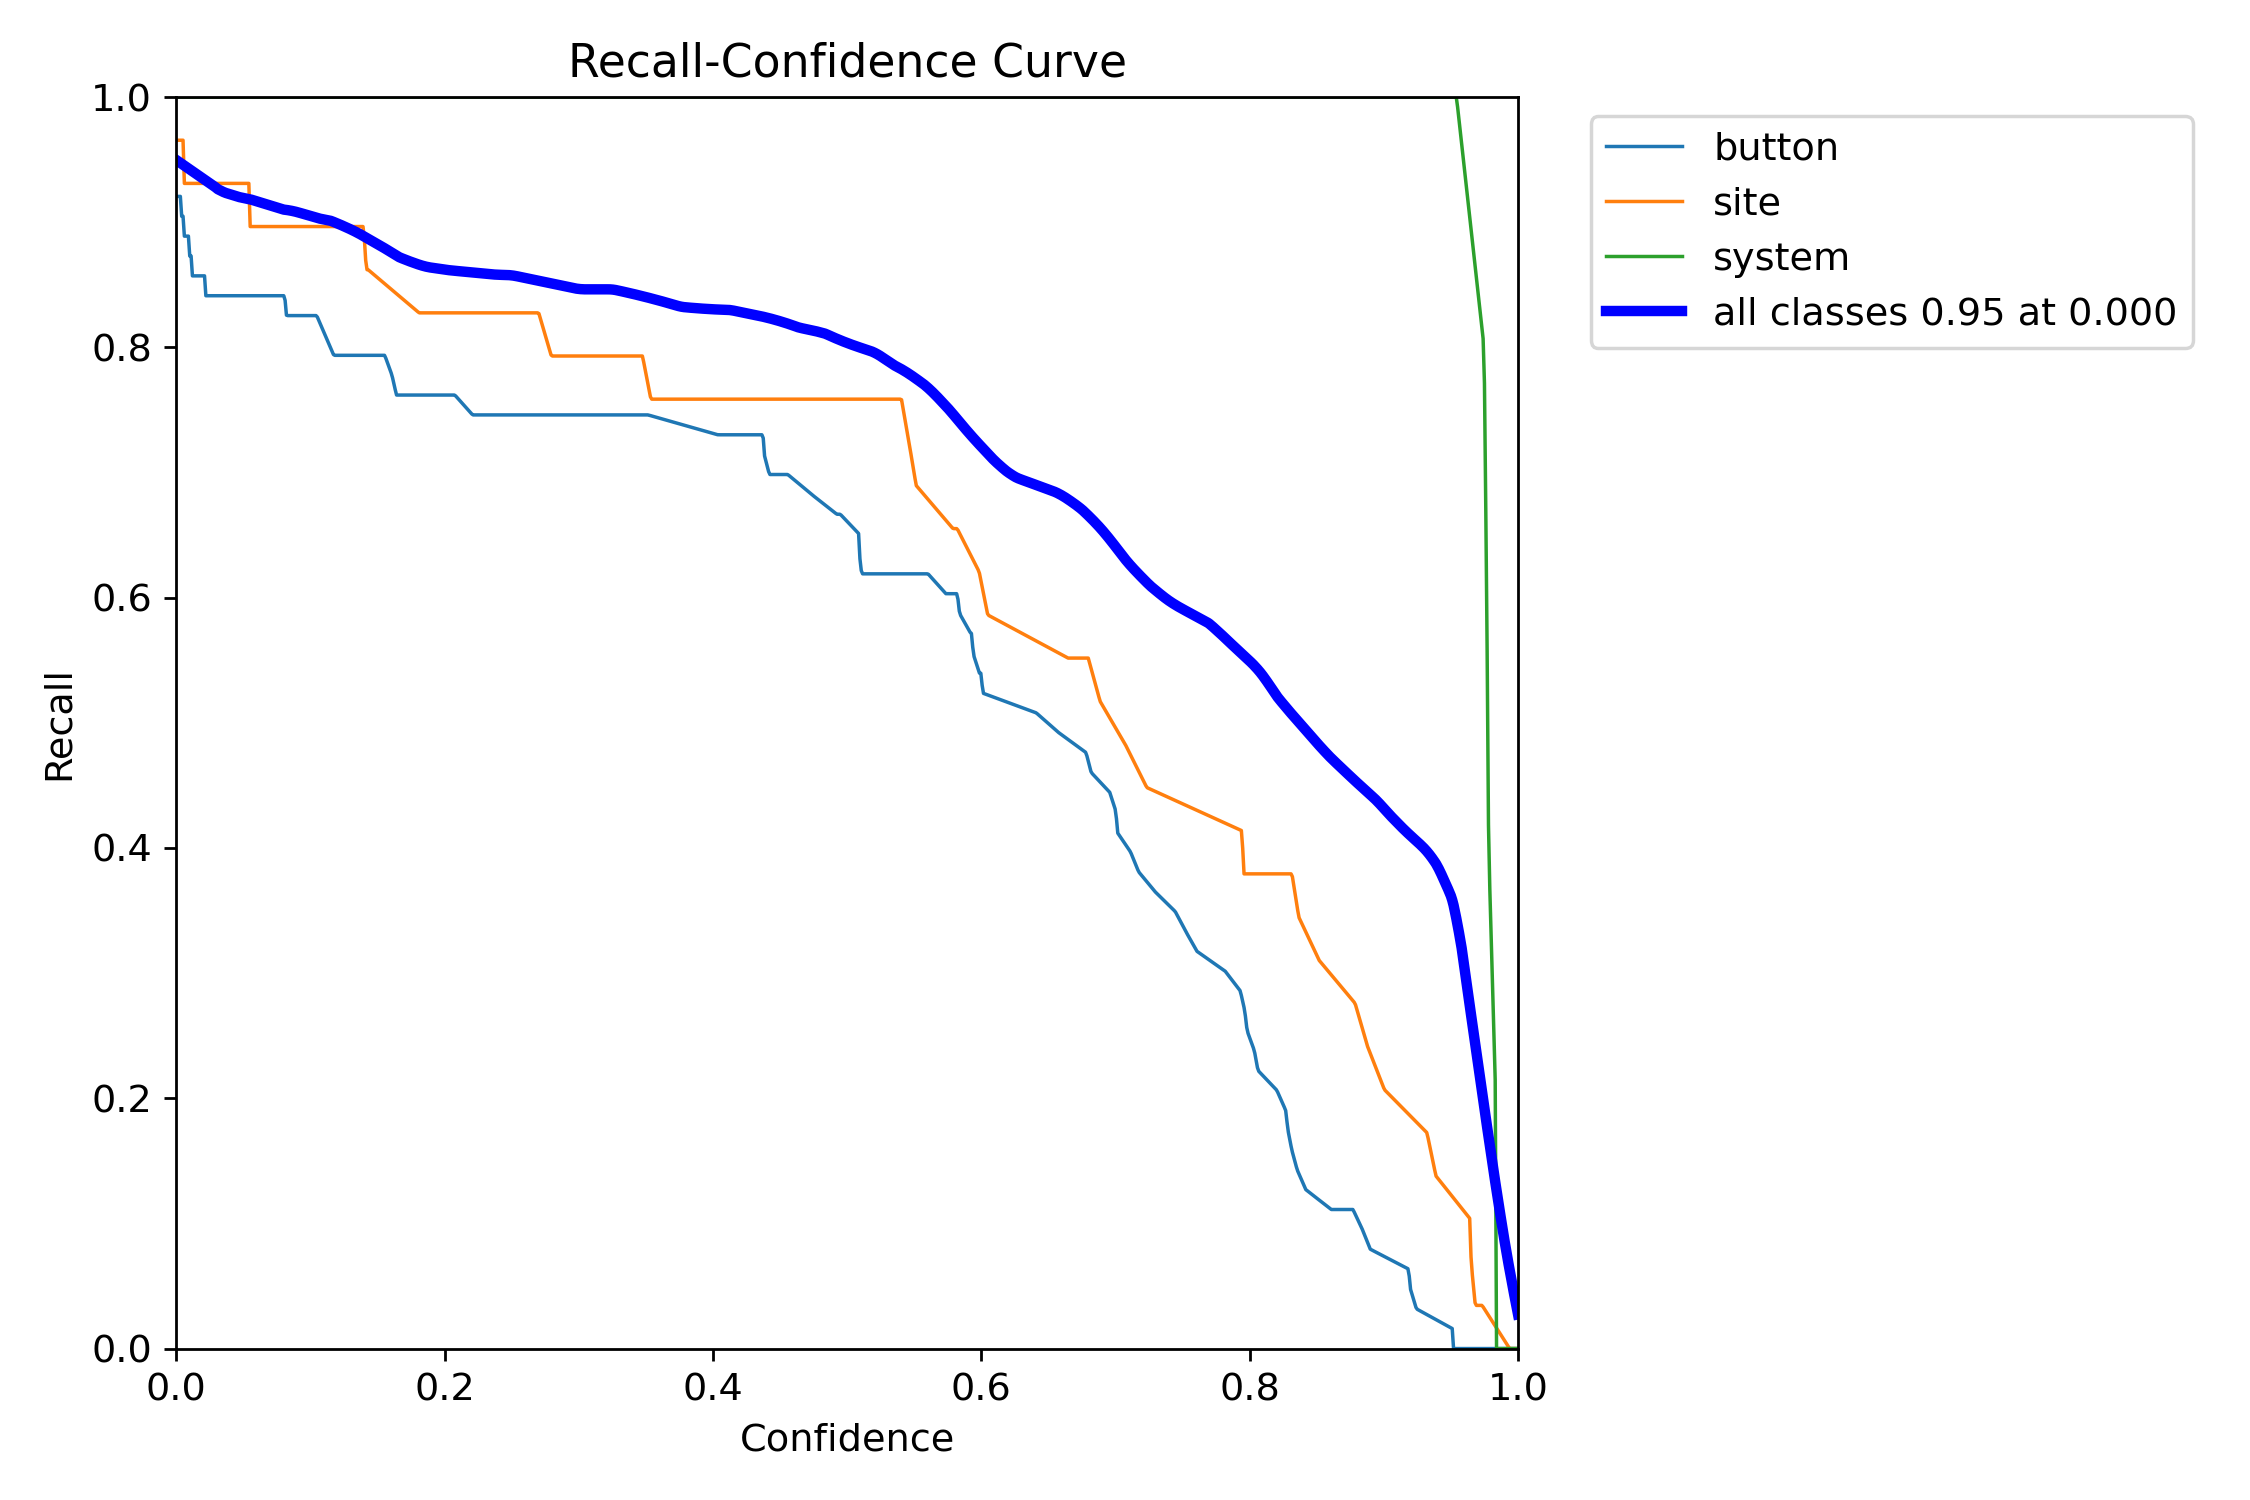 Recall-Confidence Curve
1.0
0.8
0.6
0.4
0.2
0.0
Recall
0.0 0.2 0.4 0.6 0.8 1.0
Confidence
button
site
system
all classes 0.95 at 0.000